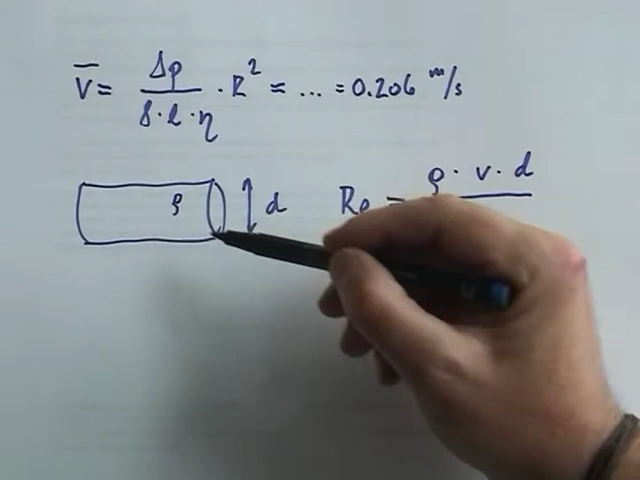 v̅ = Δp / 8·l·η · R² ≈ ... = 0.206 m/s
ρ d Re = ρ · v · d